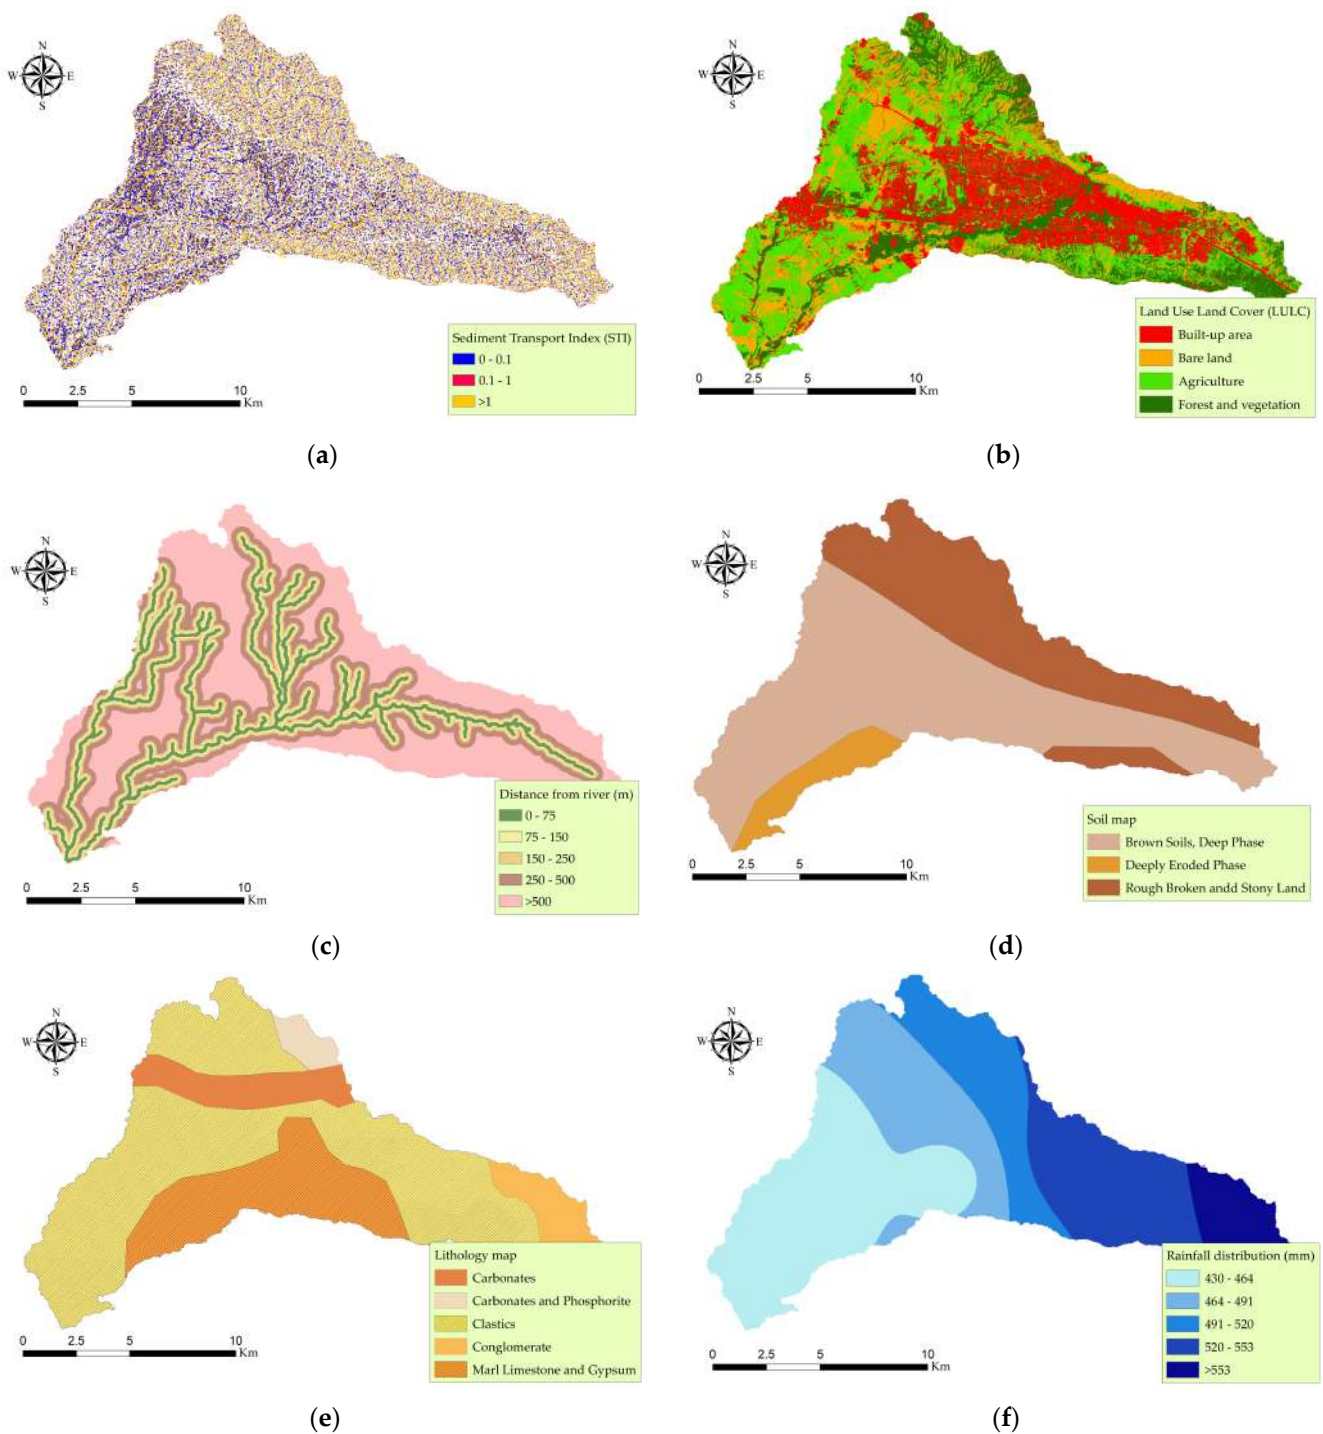 N
W E
S
Sediment Transport Index (STI)
0 - 0.1
0.1 - 1
>1
0 2.5 5 10
Km
(a)
N
W E
S
Land Use Land Cover (LULC)
Built-up area
Bare land
Agriculture
Forest and vegetation
0 2.5 5 10
Km
(b)
N
W E
S
Distance from river (m)
0 - 75
75 - 150
150 - 250
250 - 500
>500
0 2.5 5 10
Km
(c)
N
W E
S
Soil map
Brown Soils, Deep Phase
Deeply Eroded Phase
Rough Broken andd Stony Land
0 2.5 5 10
Km
(d)
N
W E
S
Lithology map
Carbonates
Carbonates and Phosphorite
Clastics
Conglomerate
Marl Limestone and Gypsum
0 2.5 5 10
Km
(e)
N
W E
S
Rainfall distribution (mm)
430 - 464
464 - 491
491 - 520
520 - 553
>553
0 2.5 5 10
Km
(f)